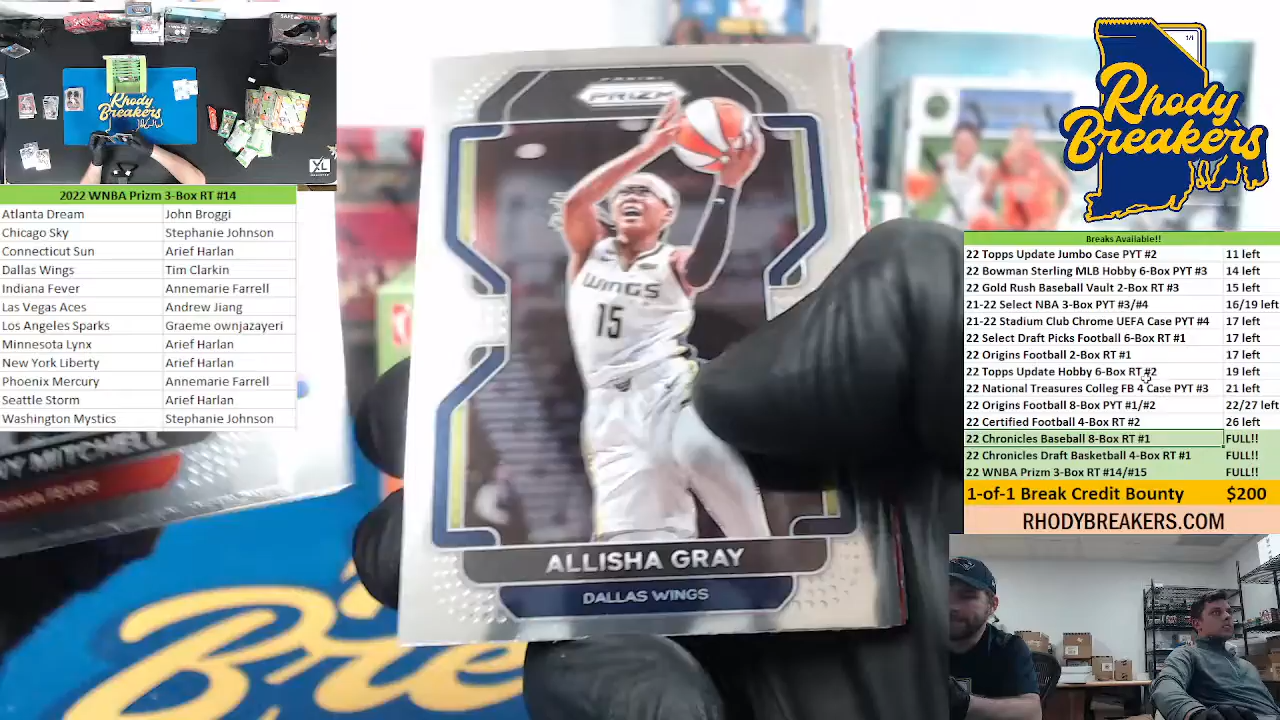 Rhody
Breakers
XL
2022 WNBA Prizm 3-Box RT #14
Atlanta Dream John Broggi
Chicago Sky Stephanie Johnson
Connecticut Sun Arief Harlan
Dallas Wings Tim Clarkin
Indiana Fever Annemarie Farrell
Las Vegas Aces Andrew Jiang
Los Angeles Sparks Graeme ownjazayeri
Minnesota Lynx Arief Harlan
New York Liberty Arief Harlan
Phoenix Mercury Annemarie Farrell
Seattle Storm Arief Harlan
Washington Mystics Stephanie Johnson
PANINI
PRIZM
WINGS
15
ALLISHA GRAY
DALLAS WINGS
MITCHELL
Bre
1/1
Rhody
Breakers
Breaks Available!!
22 Topps Update Jumbo Case PYT #2 11 left
22 Bowman Sterling MLB Hobby 6-Box PYT #3 14 left
22 Gold Rush Baseball Vault 2-Box RT #3 15 left
21-22 Select NBA 3-Box PYT #3/#4 16/19 left
21-22 Stadium Club Chrome UEFA Case PYT #4 17 left
22 Select Draft Picks Football 6-Box RT #1 17 left
22 Origins Football 2-Box RT #1 17 left
22 Topps Update Hobby 6-Box RT #2 19 left
22 National Treasures Colleg FB 4 Case PYT #3 21 left
22 Origins Football 8-Box PYT #1/#2 22/27 left
22 Certified Football 4-Box RT #2 26 left
22 Chronicles Baseball 8-Box RT #1 FULL!!
22 Chronicles Draft Basketball 4-Box RT #1 FULL!!
22 WNBA Prizm 3-Box RT #14/#15 FULL!!
1-of-1 Break Credit Bounty $200
RHODYBREAKERS.COM